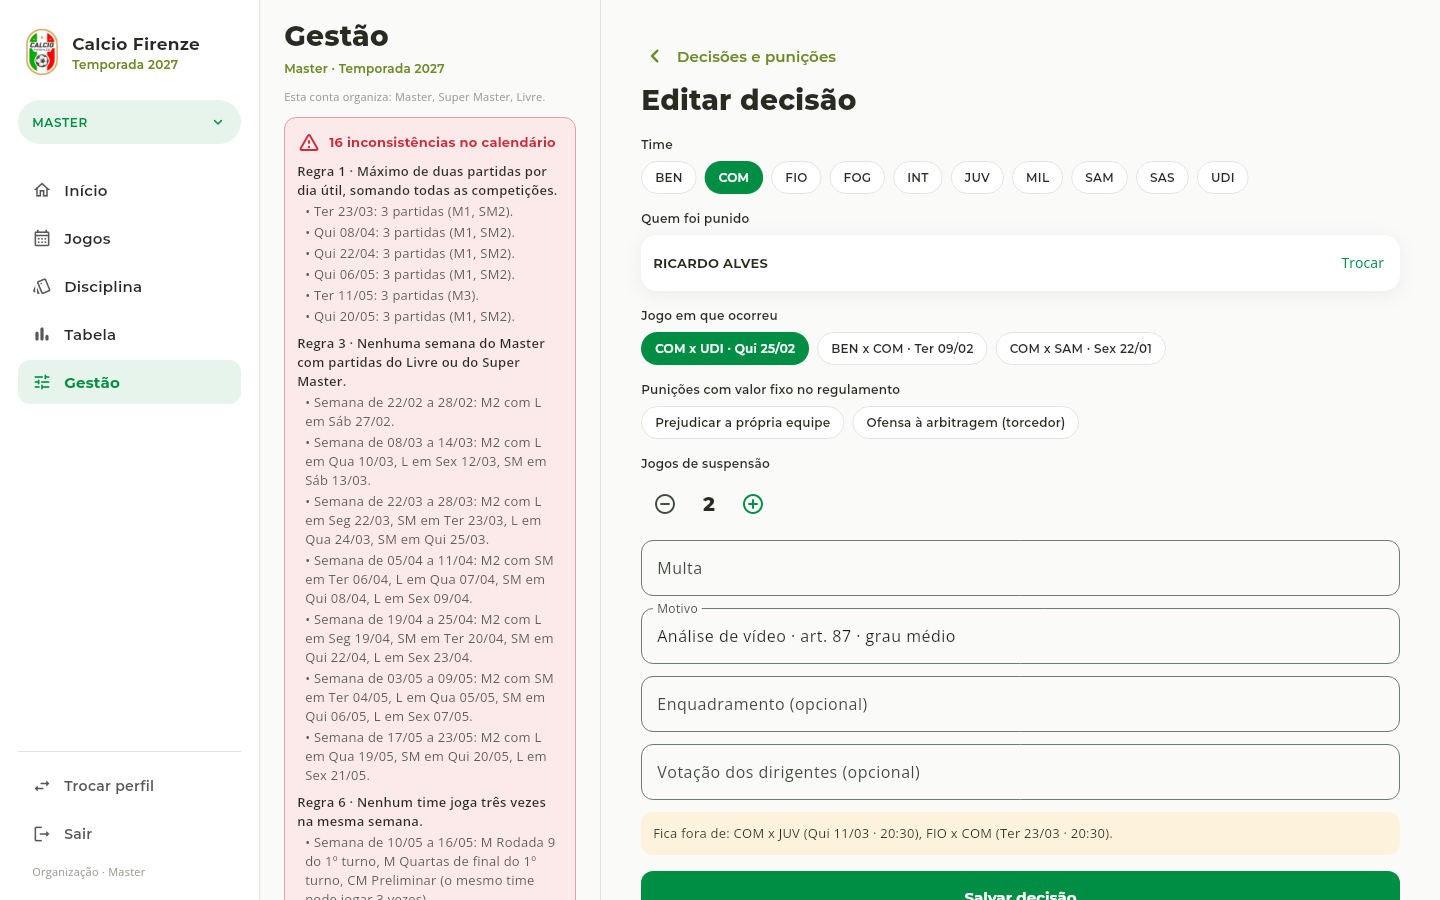 CALCIO
Calcio Firenze
Temporada 2027
MASTER
Início
Jogos
Disciplina
Tabela
Gestão
Trocar perfil
Sair
Organização · Master
Gestão
Master · Temporada 2027
Esta conta organiza: Master, Super Master, Livre.
16 inconsistências no calendário
Regra 1 · Máximo de duas partidas por
dia útil, somando todas as competições.
• Ter 23/03: 3 partidas (M1, SM2).
• Qui 08/04: 3 partidas (M1, SM2).
• Qui 22/04: 3 partidas (M1, SM2).
• Qui 06/05: 3 partidas (M1, SM2).
• Ter 11/05: 3 partidas (M3).
• Qui 20/05: 3 partidas (M1, SM2).
Regra 3 · Nenhuma semana do Master
com partidas do Livre ou do Super
Master.
• Semana de 22/02 a 28/02: M2 com L
em Sáb 27/02.
• Semana de 08/03 a 14/03: M2 com L
em Qua 10/03, L em Sex 12/03, SM em
Sáb 13/03.
• Semana de 22/03 a 28/03: M2 com L
em Seg 22/03, SM em Ter 23/03, L em
Qua 24/03, SM em Qui 25/03.
• Semana de 05/04 a 11/04: M2 com SM
em Ter 06/04, L em Qua 07/04, SM em
Qui 08/04, L em Sex 09/04.
• Semana de 19/04 a 25/04: M2 com L
em Seg 19/04, SM em Ter 20/04, SM em
Qui 22/04, L em Sex 23/04.
• Semana de 03/05 a 09/05: M2 com SM
em Ter 04/05, L em Qua 05/05, SM em
Qui 06/05, L em Sex 07/05.
• Semana de 17/05 a 23/05: M2 com L
em Qua 19/05, SM em Qui 20/05, L em
Sex 21/05.
Regra 6 · Nenhum time joga três vezes
na mesma semana.
• Semana de 10/05 a 16/05: M Rodada 9
do 1º turno, M Quartas de final do 1º
turno, CM Preliminar (o mesmo time
pode jogar 3 vezes)
Decisões e punições
Editar decisão
Time
BEN
COM
FIO
FOG
INT
JUV
MIL
SAM
SAS
UDI
Quem foi punido
RICARDO ALVES
Trocar
Jogo em que ocorreu
COM x UDI · Qui 25/02
BEN x COM · Ter 09/02
COM x SAM · Sex 22/01
Punições com valor fixo no regulamento
Prejudicar a própria equipe
Ofensa à arbitragem (torcedor)
Jogos de suspensão
2
Multa
Motivo
Análise de vídeo · art. 87 · grau médio
Enquadramento (opcional)
Votação dos dirigentes (opcional)
Fica fora de: COM x JUV (Qui 11/03 · 20:30), FIO x COM (Ter 23/03 · 20:30).
Salvar decisão